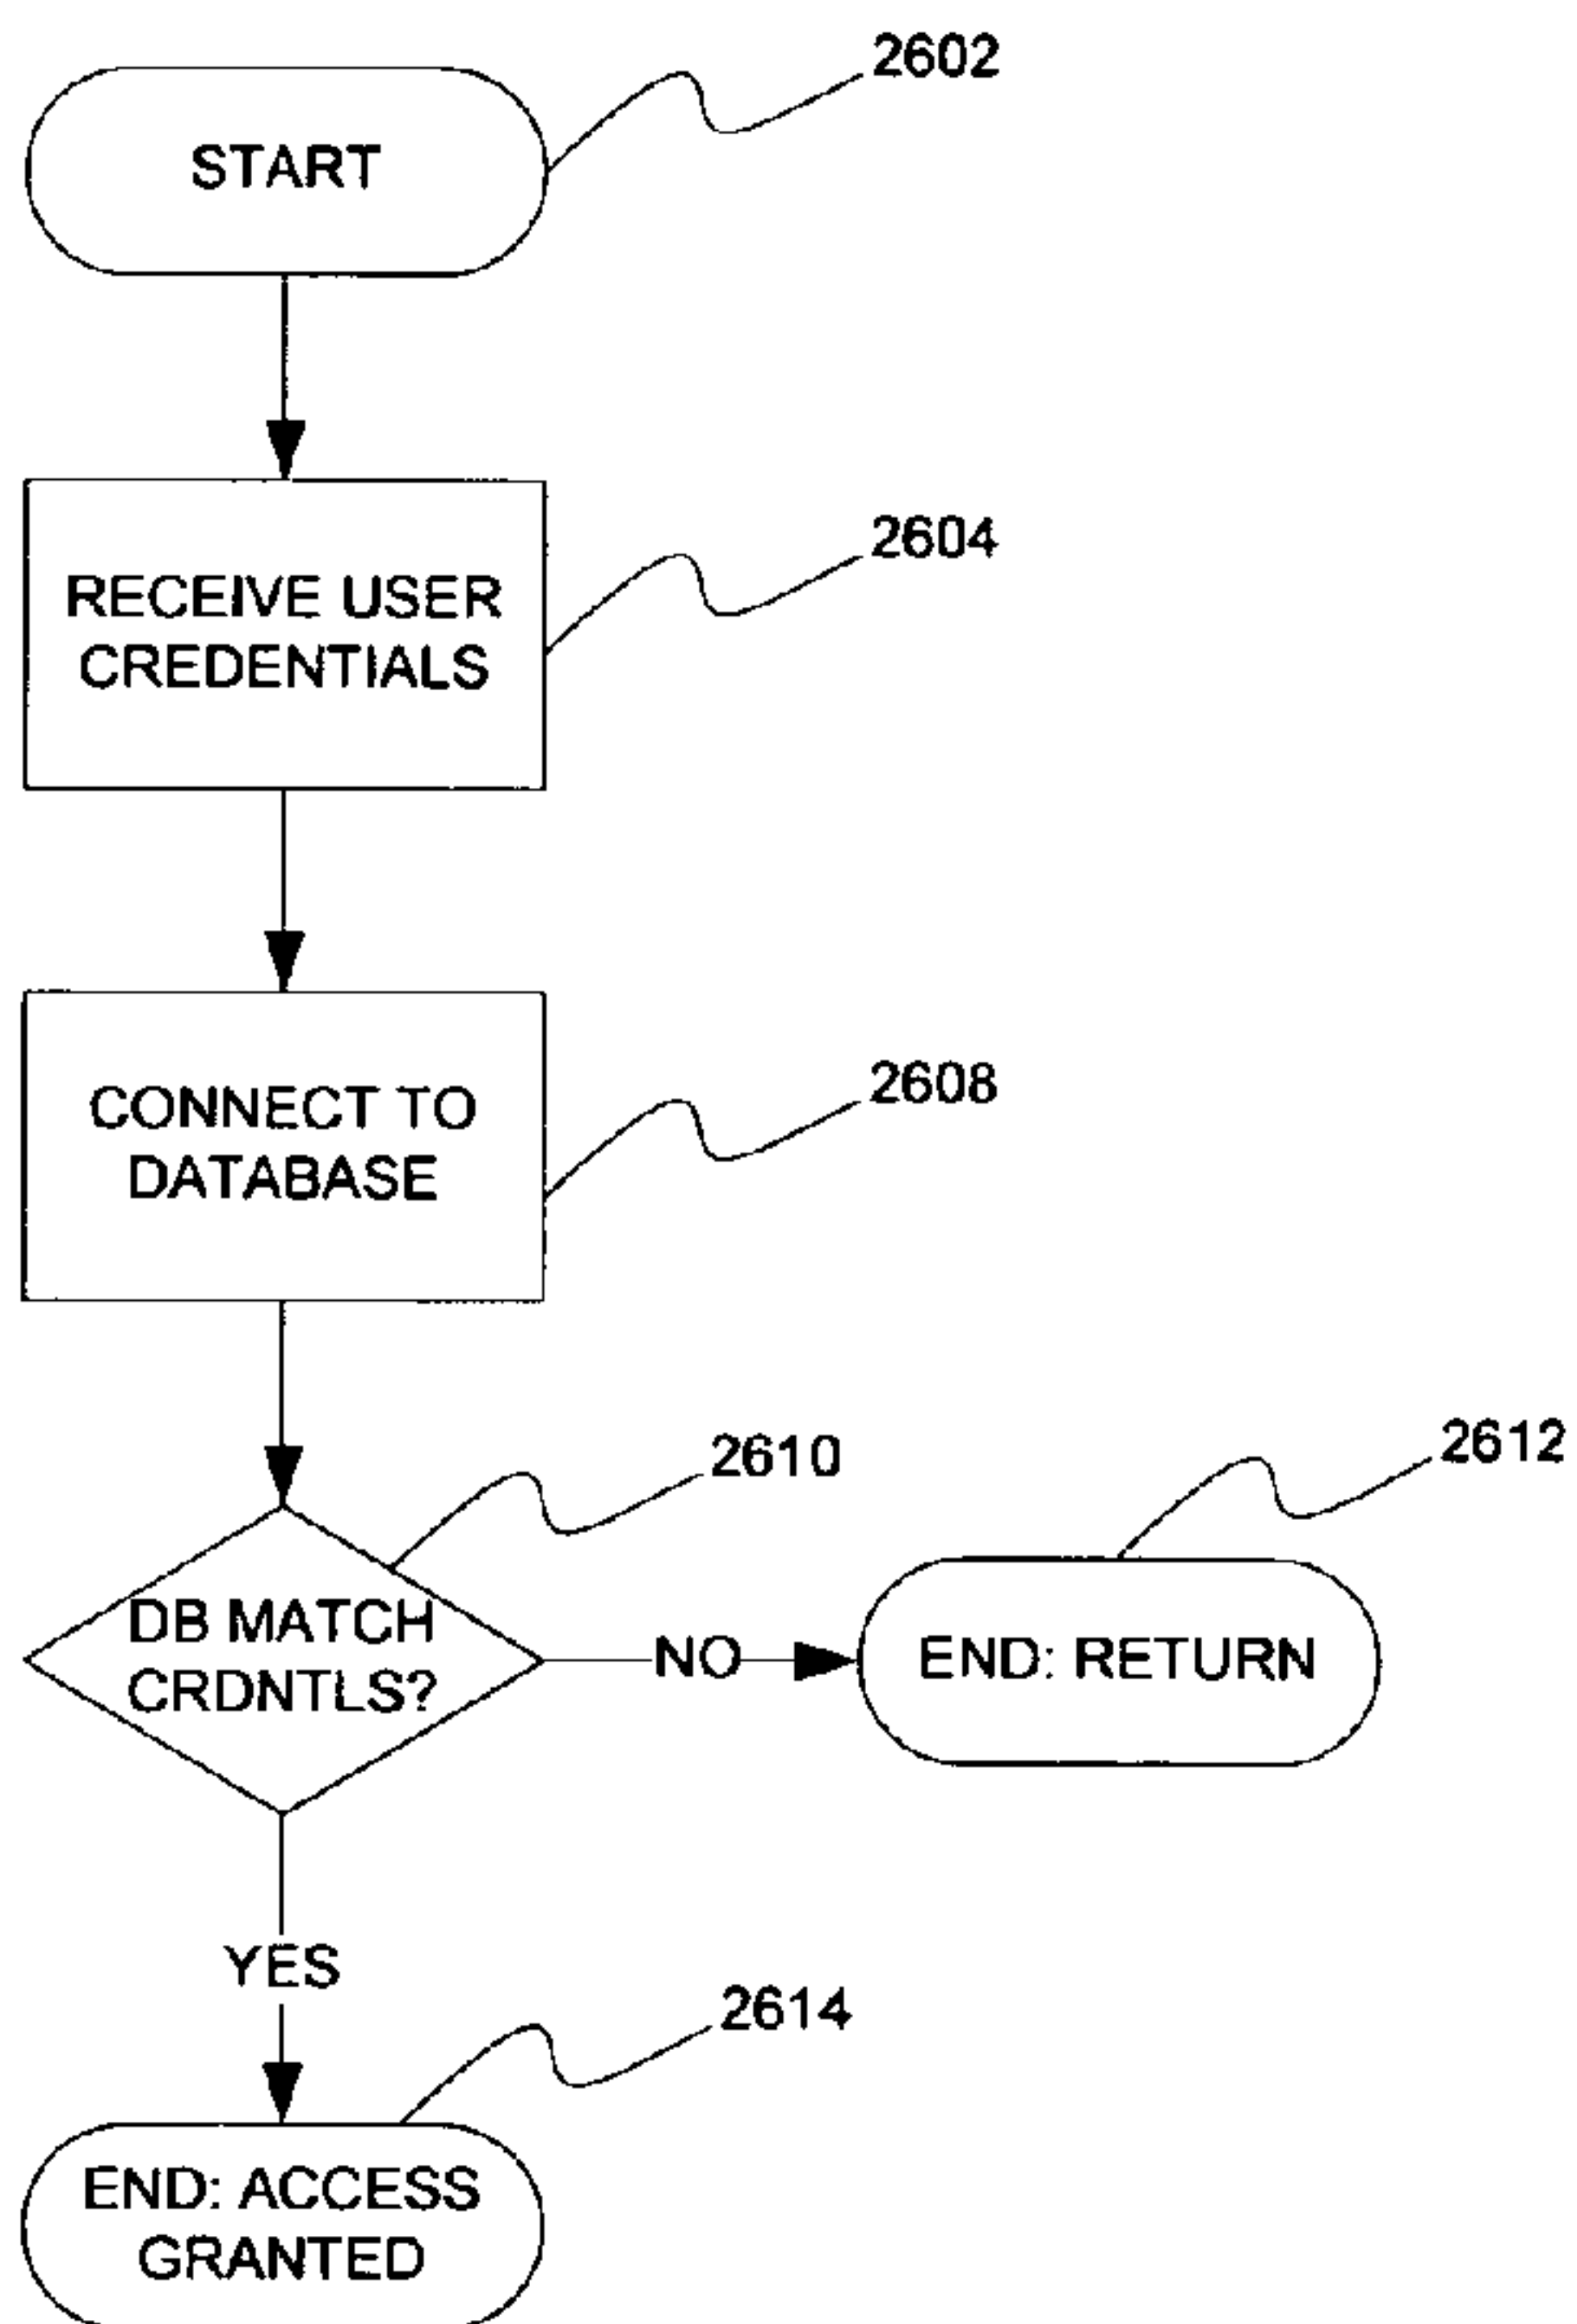 2602
START
2604
RECEIVE USER
CREDENTIALS
2608
CONNECT TO
DATABASE
2610
2612
DB MATCH
CRDNTLS?
NO
END: RETURN
YES
2614
END: ACCESS
GRANTED